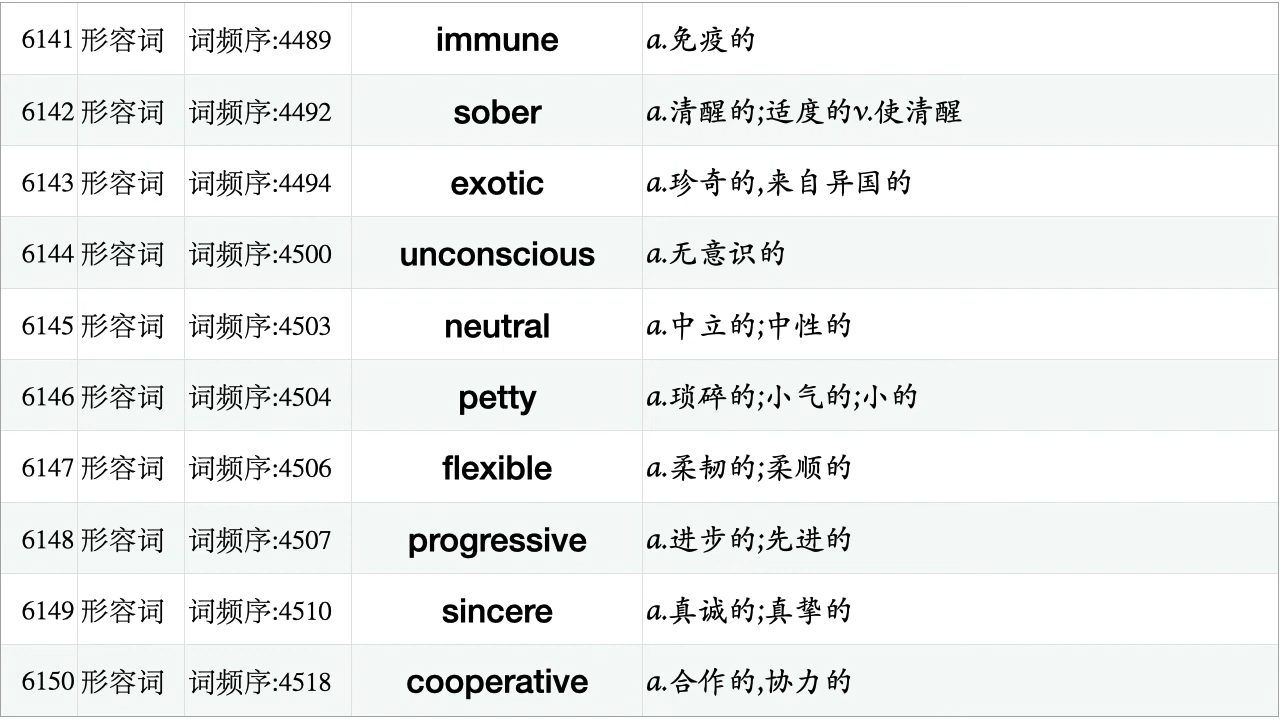 6141 形容词 词频序:4489 immune a.免疫的
6142 形容词 词频序:4492 sober a.清醒的;适度的v.使清醒
6143 形容词 词频序:4494 exotic a.珍奇的,来自异国的
6144 形容词 词频序:4500 unconscious a.无意识的
6145 形容词 词频序:4503 neutral a.中立的;中性的
6146 形容词 词频序:4504 petty a.琐碎的;小气的;小的
6147 形容词 词频序:4506 flexible a.柔韧的;柔顺的
6148 形容词 词频序:4507 progressive a.进步的;先进的
6149 形容词 词频序:4510 sincere a.真诚的;真挚的
6150 形容词 词频序:4518 cooperative a.合作的,协力的